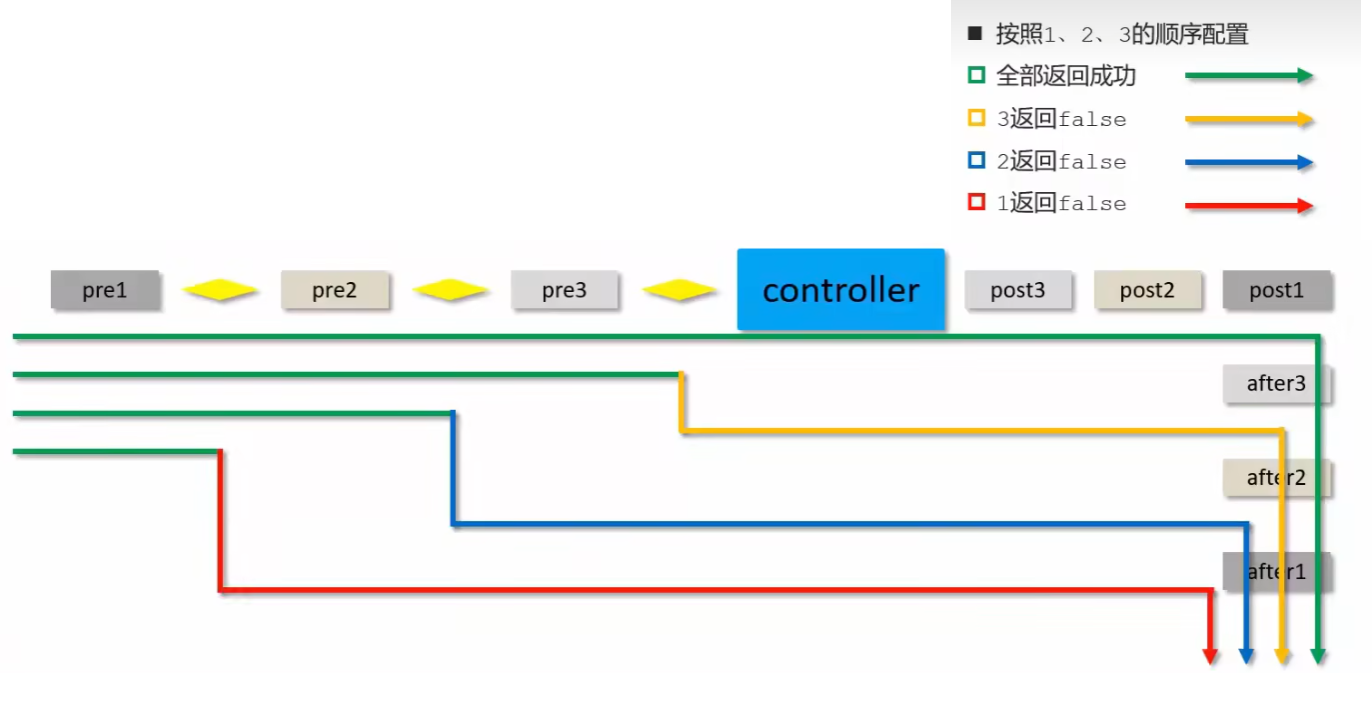 按照1、2、3的顺序配置
全部返回成功
3返回false
2返回false
1返回false
pre1
pre2
pre3
controller
post3
post2
post1
after3
after2
after1